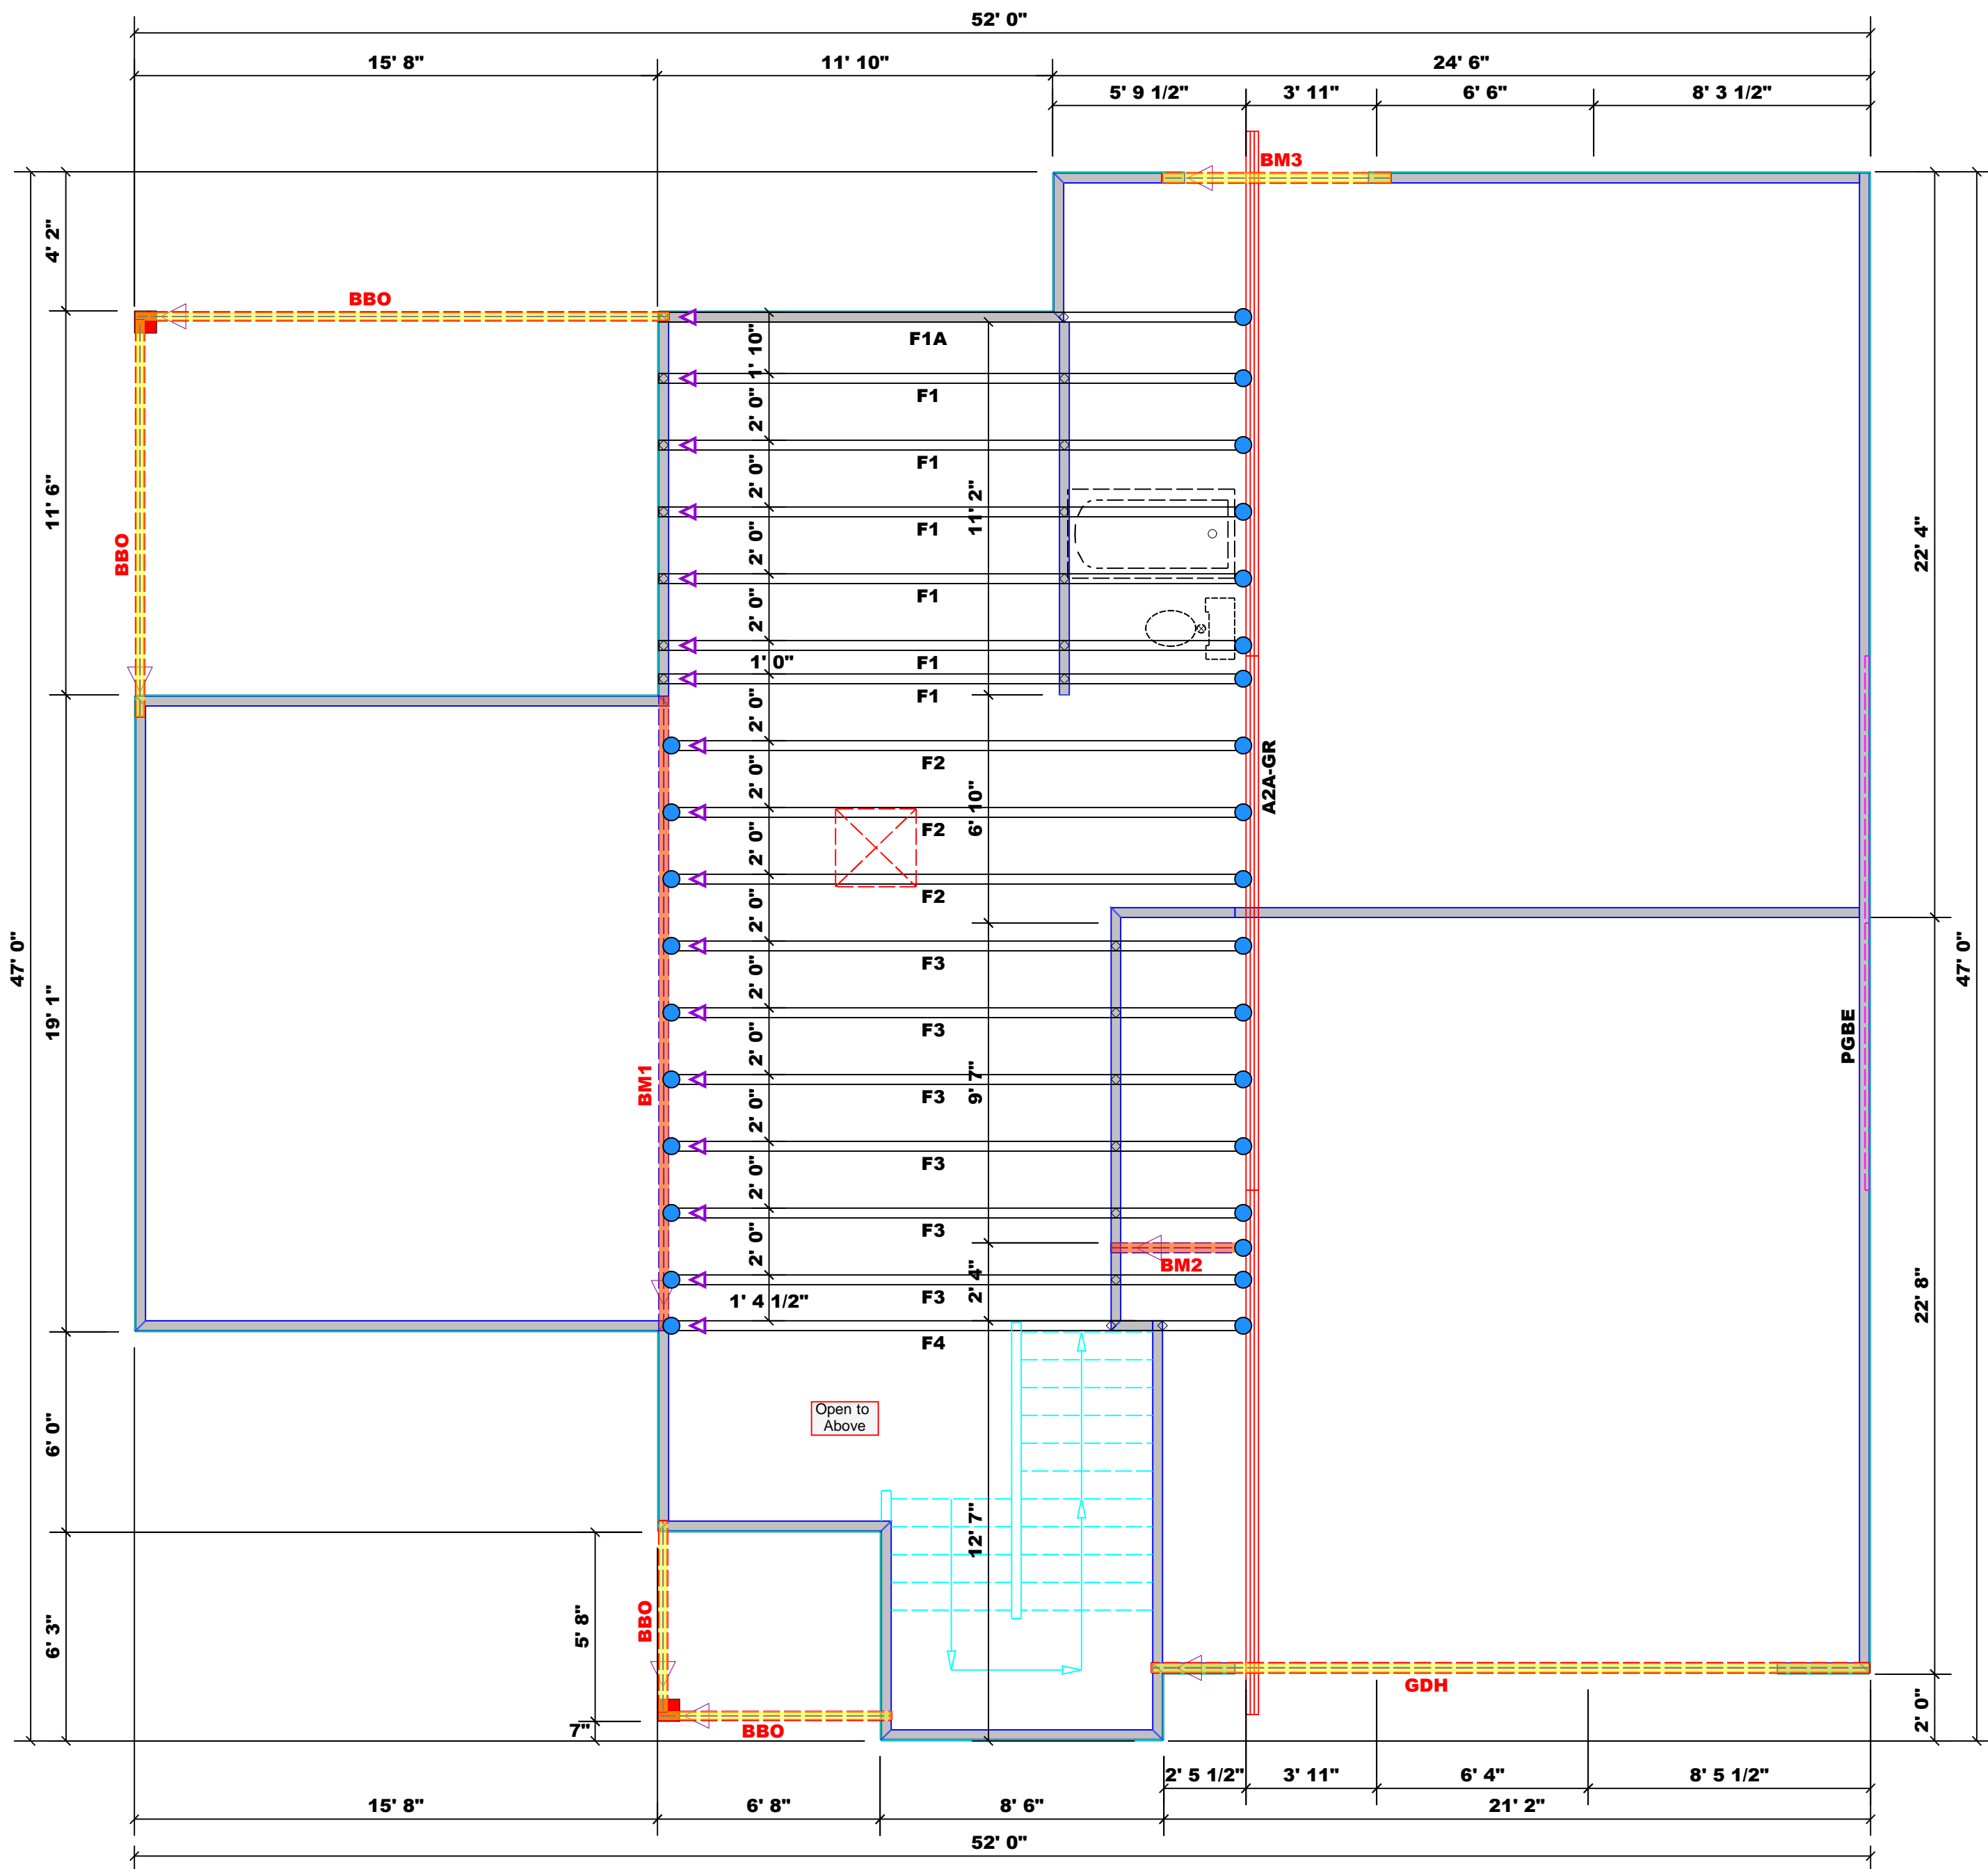 52' 0"
15' 8"
11' 10"
24' 6"
5' 9 1/2"
3' 11"
6' 6"
8' 3 1/2"
BM3
4' 2"
BBO
1' 10"
F1A
F1
2' 0"
F1
2' 0"
11' 2"
11' 6"
22' 4"
BBO
F1
2' 0"
F1
2' 0"
F1
1' 0"
F1
2' 0"
F2
A2A-GR
2' 0"
6' 10"
F2
2' 0"
F2
2' 0"
47' 0"
47' 0"
F3
2' 0"
19' 1"
F3
2' 0"
PGBE
BM1
9' 7"
F3
2' 0"
F3
2' 0"
F3
2' 0"
BM2
2' 4"
22' 8"
F3
1' 4 1/2"
F4
Open to
Above
6' 0"
12' 7"
BBO
5' 8"
6' 3"
GDH
2' 0"
7"
BBO
2' 5 1/2"
3' 11"
6' 4"
8' 5 1/2"
15' 8"
6' 8"
8' 6"
21' 2"
52' 0"